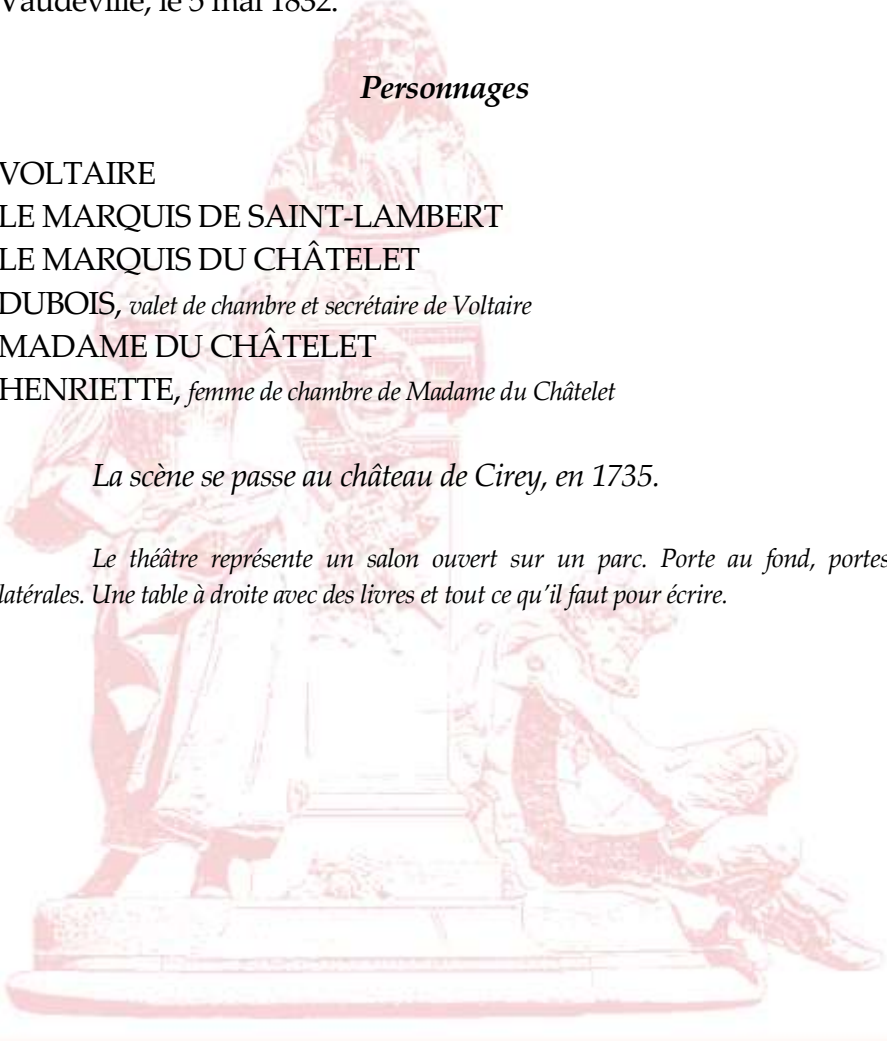 Vaudeville, le 5 mai 1832.
Personnages
VOLTAIRE
LE MARQUIS DE SAINT-LAMBERT
LE MARQUIS DU CHÂTELET
DUBOIS, valet de chambre et secrétaire de Voltaire
MADAME DU CHÂTELET
HENRIETTE, femme de chambre de Madame du Châtelet
La scène se passe au château de Cirey, en 1735.
Le théâtre représente un salon ouvert sur un parc. Porte au fond, portes
latérales. Une table à droite avec des livres et tout ce qu’il faut pour écrire.